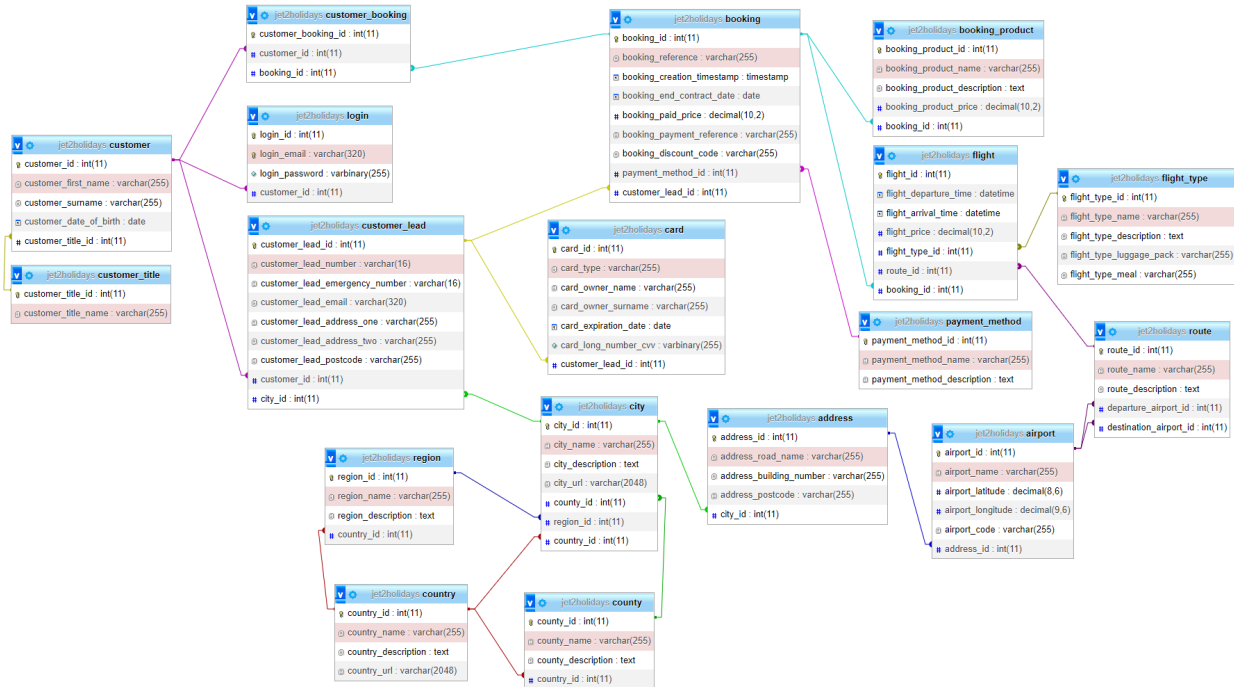 jet2holidays customer_booking
customer_booking_id : int(11)
customer_id : int(11)
booking_id : int(11)
jet2holidays booking
booking_id : int(11)
booking_reference : varchar(255)
booking_creation_timestamp : timestamp
booking_end_contract_date : date
booking_paid_price : decimal(10,2)
booking_payment_reference : varchar(255)
booking_discount_code : varchar(255)
payment_method_id : int(11)
customer_lead_id : int(11)
jet2holidays booking_product
booking_product_id : int(11)
booking_product_name : varchar(255)
booking_product_description : text
booking_product_price : decimal(10,2)
booking_id : int(11)
jet2holidays login
login_id : int(11)
login_email : varchar(320)
login_password : varbinary(255)
customer_id : int(11)
jet2holidays customer
customer_id : int(11)
customer_first_name : varchar(255)
customer_surname : varchar(255)
customer_date_of_birth : date
customer_title_id : int(11)
jet2holidays flight
flight_id : int(11)
flight_departure_time : datetime
flight_arrival_time : datetime
flight_price : decimal(10,2)
flight_type_id : int(11)
route_id : int(11)
booking_id : int(11)
jet2holidays flight_type
flight_type_id : int(11)
flight_type_name : varchar(255)
flight_type_description : text
flight_type_luggage_pack : varchar(255)
flight_type_meal : varchar(255)
jet2holidays customer_lead
customer_lead_id : int(11)
customer_lead_number : varchar(16)
customer_lead_emergency_number : varchar(16)
customer_lead_email : varchar(320)
customer_lead_address_one : varchar(255)
customer_lead_address_two : varchar(255)
customer_lead_postcode : varchar(255)
customer_id : int(11)
city_id : int(11)
jet2holidays card
card_id : int(11)
card_type : varchar(255)
card_owner_name : varchar(255)
card_owner_surname : varchar(255)
card_expiration_date : date
card_long_number_cvv : varbinary(255)
customer_lead_id : int(11)
jet2holidays customer_title
customer_title_id : int(11)
customer_title_name : varchar(255)
jet2holidays payment_method
payment_method_id : int(11)
payment_method_name : varchar(255)
payment_method_description : text
jet2holidays route
route_id : int(11)
route_name : varchar(255)
route_description : text
departure_airport_id : int(11)
destination_airport_id : int(11)
jet2holidays city
city_id : int(11)
city_name : varchar(255)
city_description : text
city_url : varchar(2048)
county_id : int(11)
region_id : int(11)
country_id : int(11)
jet2holidays address
address_id : int(11)
address_road_name : varchar(255)
address_building_number : varchar(255)
address_postcode : varchar(255)
city_id : int(11)
jet2holidays airport
airport_id : int(11)
airport_name : varchar(255)
airport_latitude : decimal(8,6)
airport_longitude : decimal(9,6)
airport_code : varchar(255)
address_id : int(11)
jet2holidays region
region_id : int(11)
region_name : varchar(255)
region_description : text
country_id : int(11)
jet2holidays country
country_id : int(11)
country_name : varchar(255)
country_description : text
country_url : varchar(2048)
jet2holidays county
county_id : int(11)
county_name : varchar(255)
county_description : text
country_id : int(11)